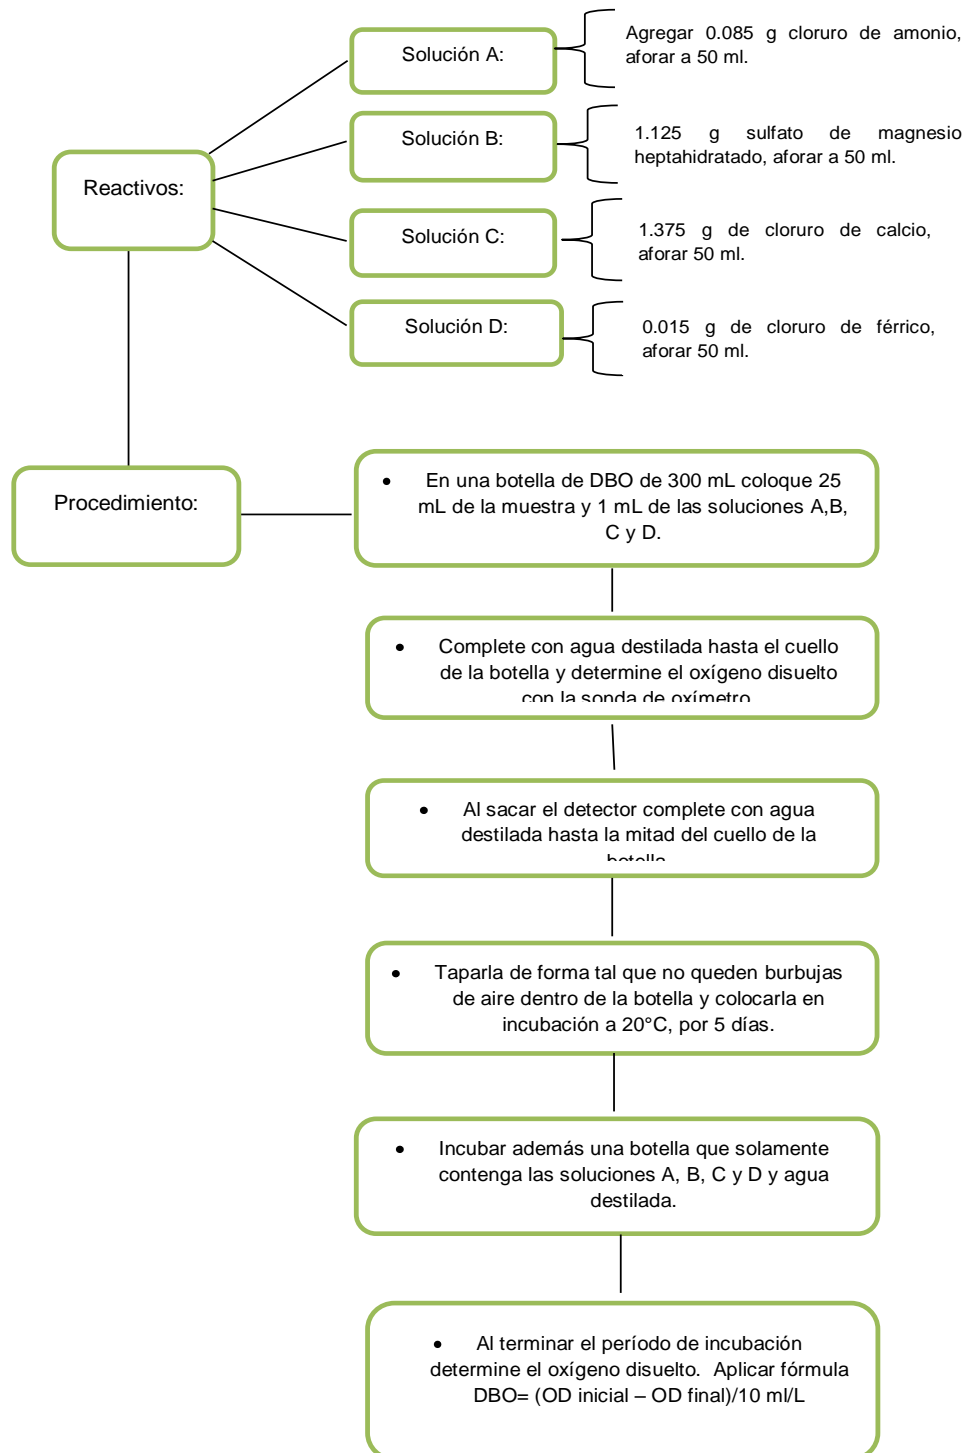 Solución A:
Agregar 0.085 g cloruro de amonio,
aforar a 50 ml.
Solución B:
1.125 g sulfato de magnesio
heptahidratado, aforar a 50 ml.
Reactivos:
Solución C:
1.375 g de cloruro de calcio,
aforar 50 ml.
Solución D:
0.015 g de cloruro de férrico,
aforar 50 ml.
Procedimiento:
• En una botella de DBO de 300 mL coloque 25
mL de la muestra y 1 mL de las soluciones A,B,
C y D.
• Complete con agua destilada hasta el cuello
de la botella y determine el oxígeno disuelto
con la sonda de oxímetro
• Al sacar el detector complete con agua
destilada hasta la mitad del cuello de la
botella
• Taparla de forma tal que no queden burbujas
de aire dentro de la botella y colocarla en
incubación a 20°C, por 5 días.
• Incubar además una botella que solamente
contenga las soluciones A, B, C y D y agua
destilada.
• Al terminar el período de incubación
determine el oxígeno disuelto. Aplicar fórmula
DBO= (OD inicial – OD final)/10 ml/L